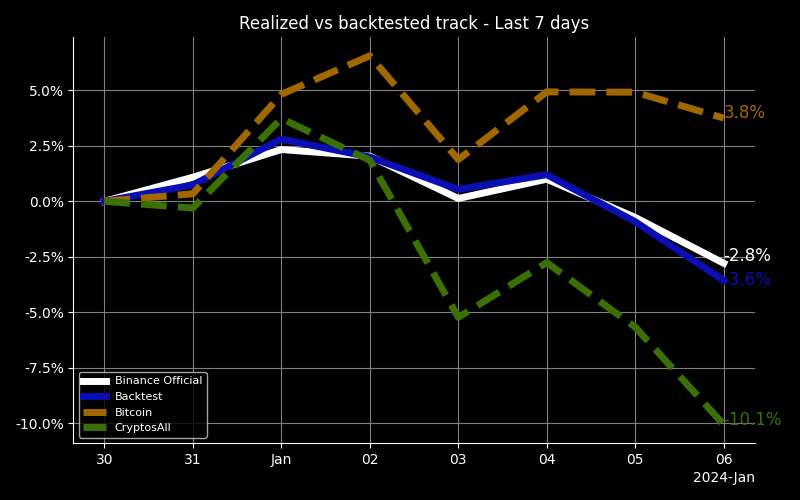 Realized vs backtested track - Last 7 days
5.0%
2.5%
0.0%
-2.5%
-5.0%
-7.5%
-10.0%
3.8%
-2.8%
-3.6%
-10.1%
Binance Official
Backtest
Bitcoin
CryptosAll
30 31 Jan 02 03 04 05 06
2024-Jan